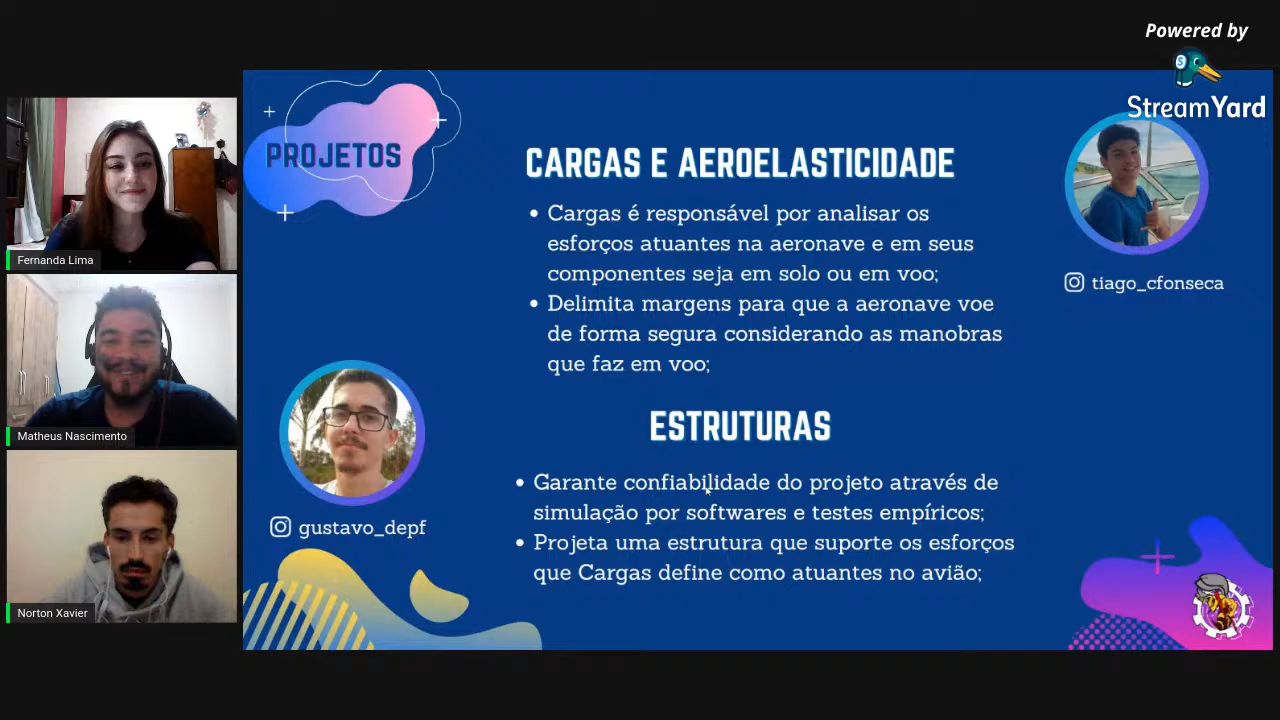 Powered by
StreamYard
PROJETOS
CARGAS E AEROELASTICIDADE
• Cargas é responsável por analisar os
esforços atuantes na aeronave e em seus
componentes seja em solo ou em voo;
• Delimita margens para que a aeronave voe
de forma segura considerando as manobras
que faz em voo;
tiago_cfonseca
ESTRUTURAS
• Garante confiabilidade do projeto através de
simulação por softwares e testes empíricos;
• Projeta uma estrutura que suporte os esforços
que Cargas define como atuantes no avião;
gustavo_depf
Fernanda Lima
Matheus Nascimento
Norton Xavier